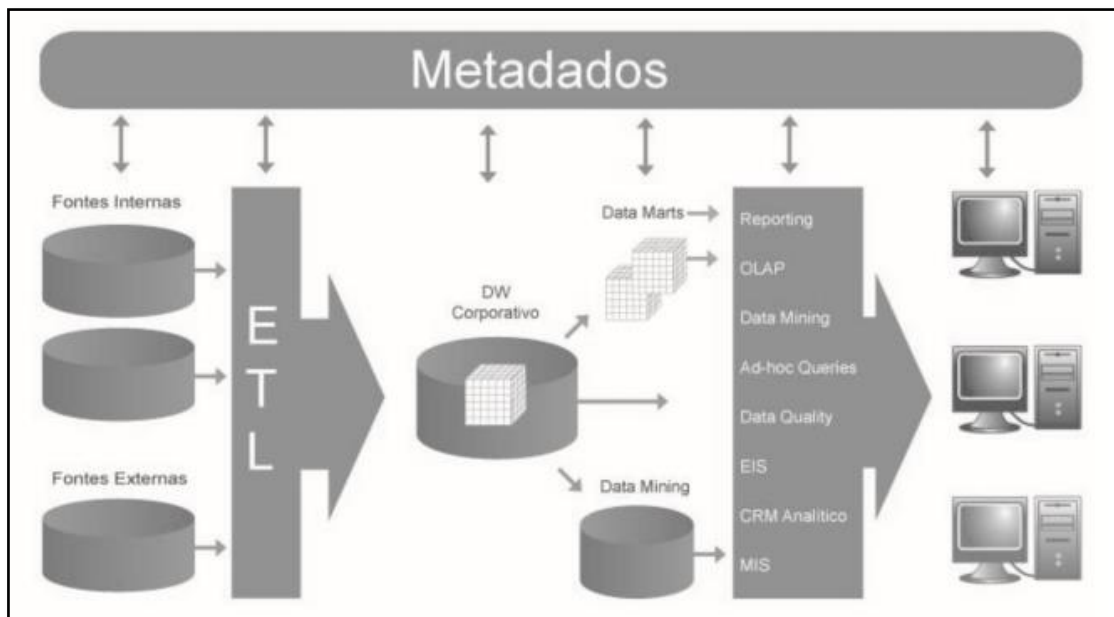 Metadados
Fontes Internas
Fontes Externas
E
T
L
DW
Corporativo
Data Marts
Data Mining
Reporting
OLAP
Data Mining
Ad-hoc Queries
Data Quality
EIS
CRM Analítico
MIS